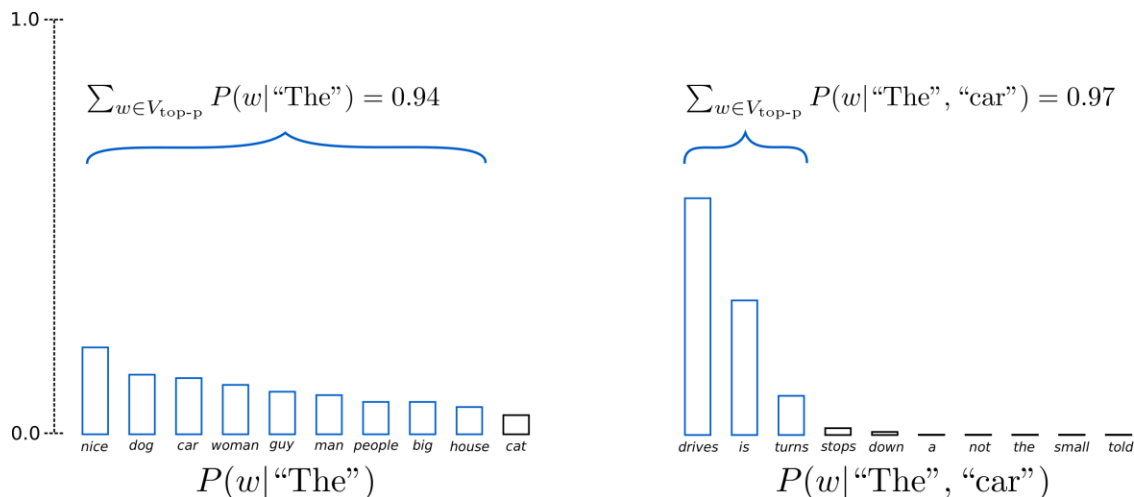 1.0
∑w∈Vtop-p P(w|“The”) = 0.94
∑w∈Vtop-p P(w|“The”, “car”) = 0.97
0.0
nice dog car woman guy man people big house cat
drives is turns stops down a not the small told
P(w|“The”)
P(w|“The”, “car”)